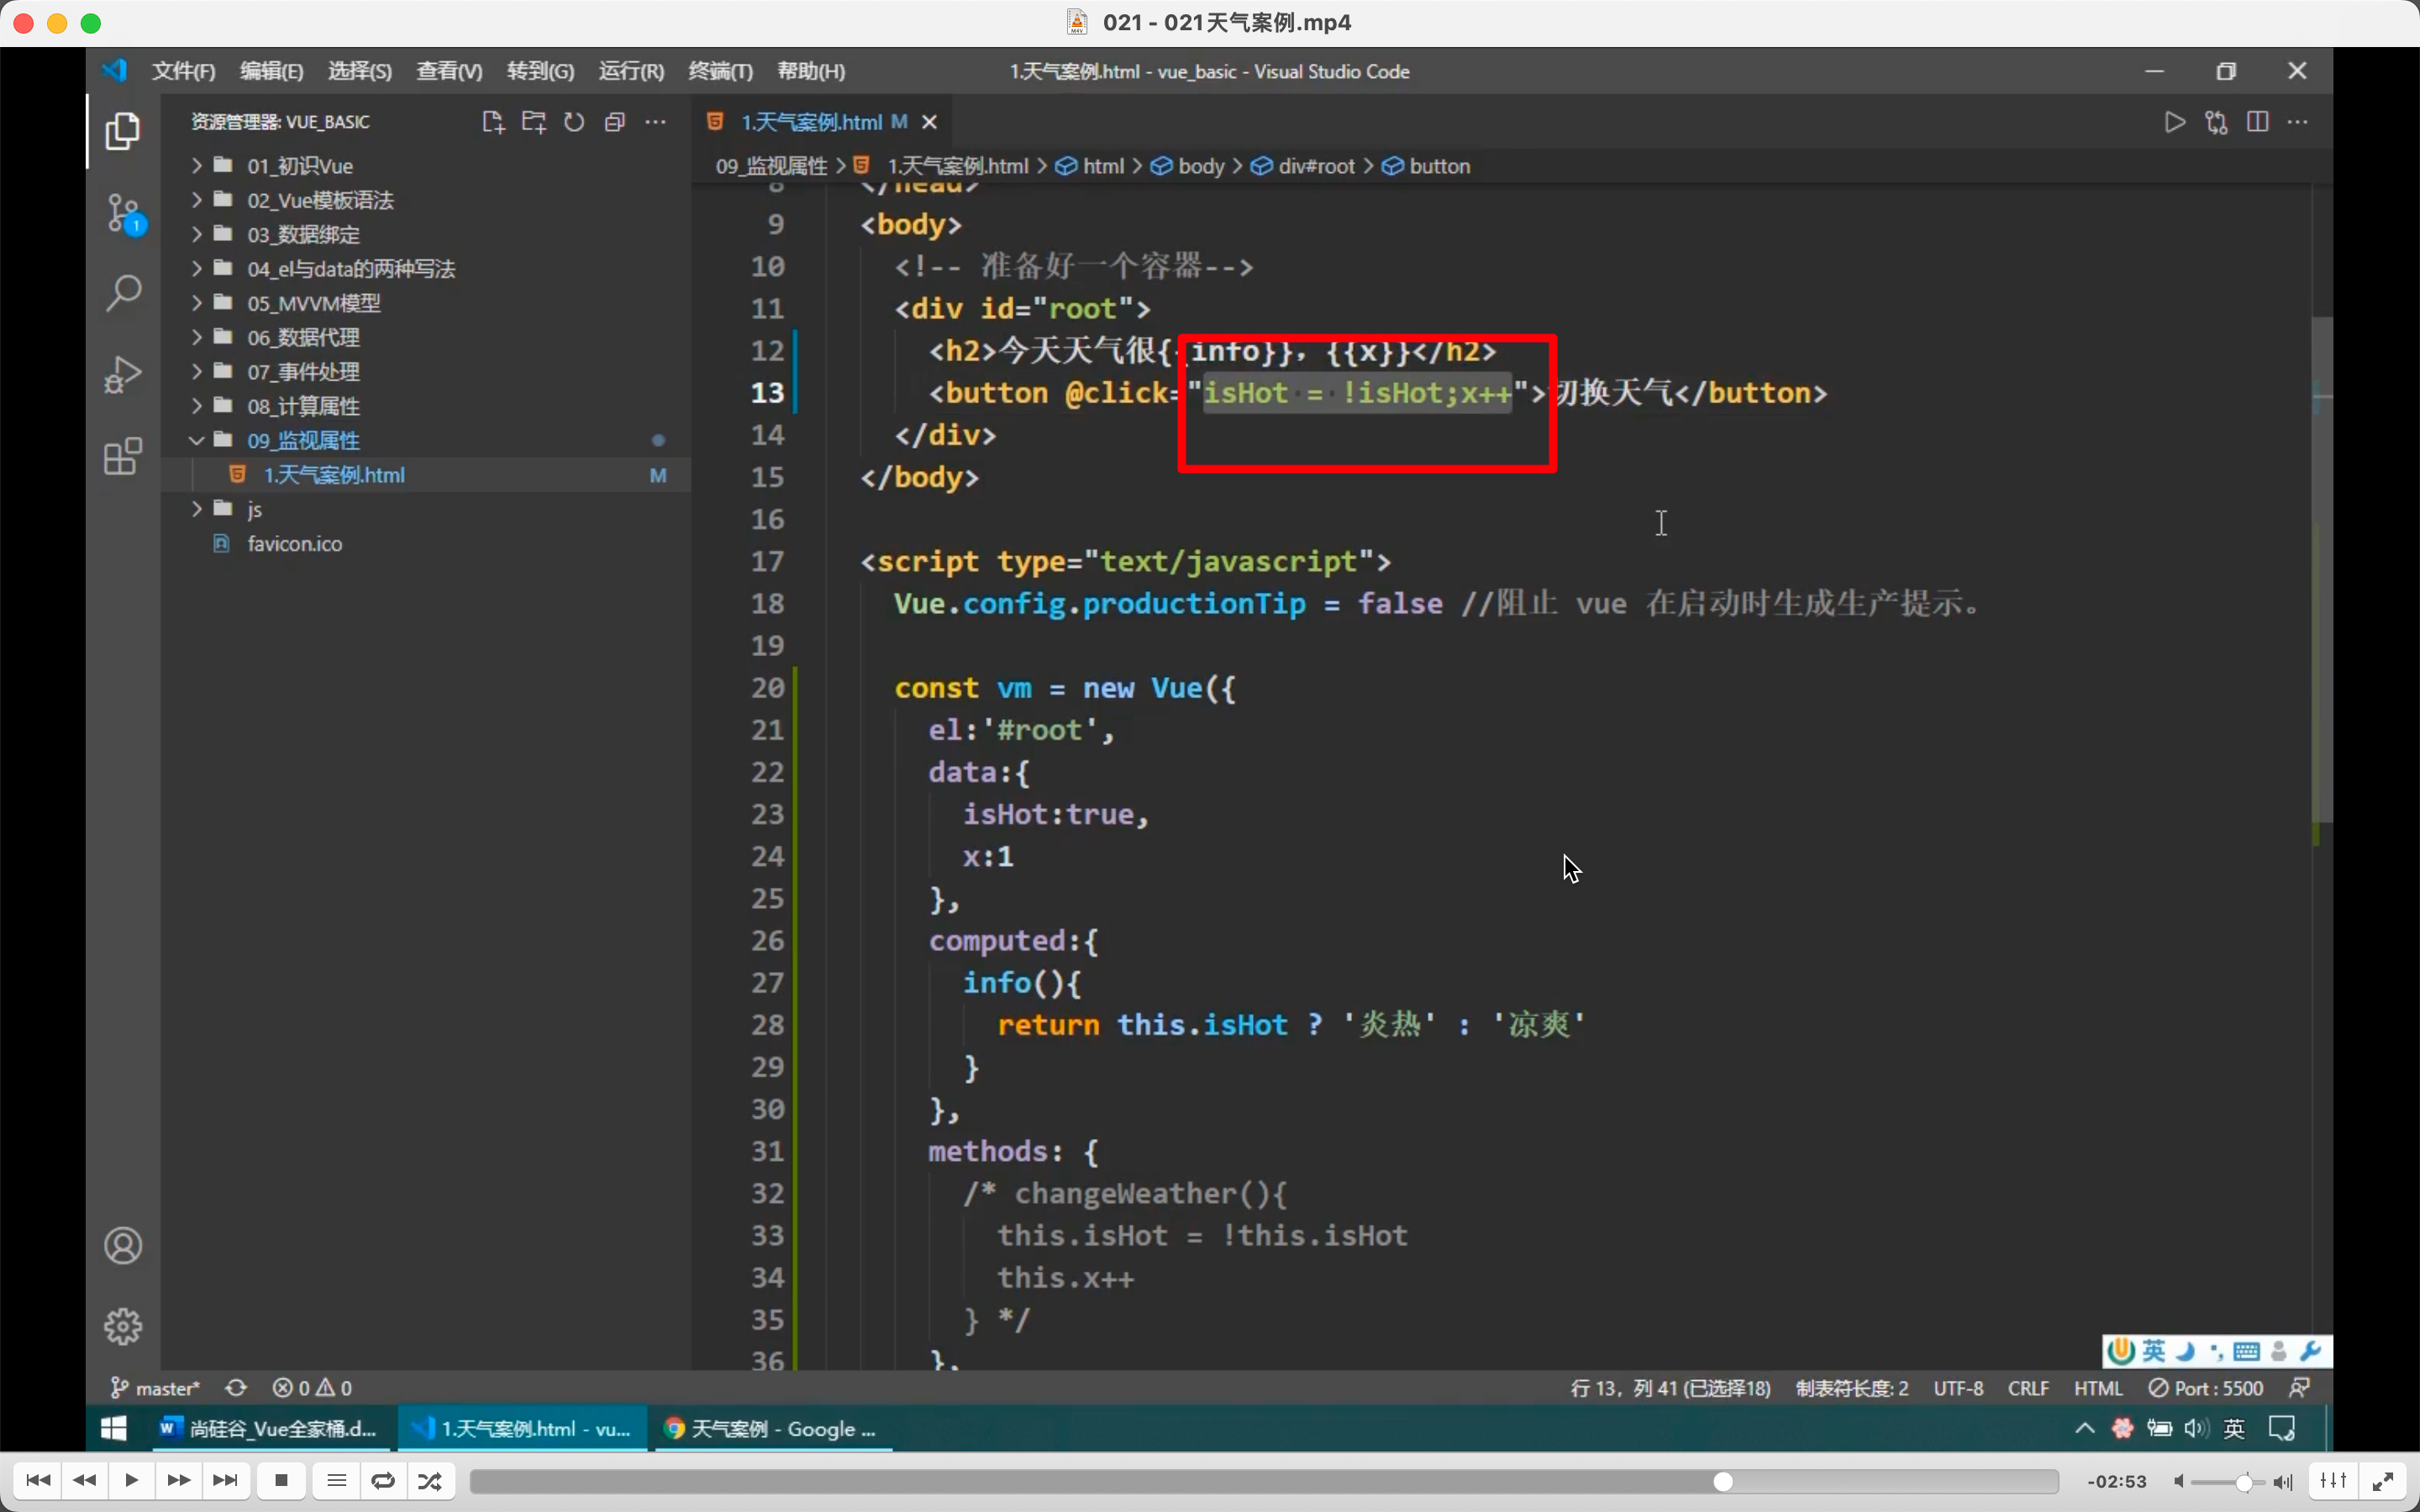 021 - 021天气案例.mp4
文件(F) 编辑(E) 选择(S) 查看(V) 转到(G) 运行(R) 终端(T) 帮助(H) 1.天气案例.html - vue_basic - Visual Studio Code
资源管理器: VUE_BASIC
01_初识Vue
02_Vue模板语法
03_数据绑定
04_el与data的两种写法
05_MVVM模型
06_数据代理
07_事件处理
08_计算属性
09_监视属性
1.天气案例.html M
js
favicon.ico
1.天气案例.html M
09_监视属性 > 1.天气案例.html > html > body > div#root > button
8 </head>
9 <body>
10 <!-- 准备好一个容器-->
11 <div id="root">
12 <h2>今天天气很{{info}}，{{x}}</h2>
13 <button @click="isHot = !isHot;x++">切换天气</button>
14 </div>
15 </body>
16
17 <script type="text/javascript">
18 Vue.config.productionTip = false //阻止 vue 在启动时生成生产提示。
19
20 const vm = new Vue({
21 el:'#root',
22 data:{
23 isHot:true,
24 x:1
25 },
26 computed:{
27 info(){
28 return this.isHot ? '炎热' : '凉爽'
29 }
30 },
31 methods: {
32 /* changeWeather(){
33 this.isHot = !this.isHot
34 this.x++
35 } */
36 },
英
master* 0 0 行 13，列 41 (已选择18) 制表符长度: 2 UTF-8 CRLF HTML Port : 5500
尚硅谷_Vue全家桶.d... 1.天气案例.html - vu... 天气案例 - Google ... 英
-02:53